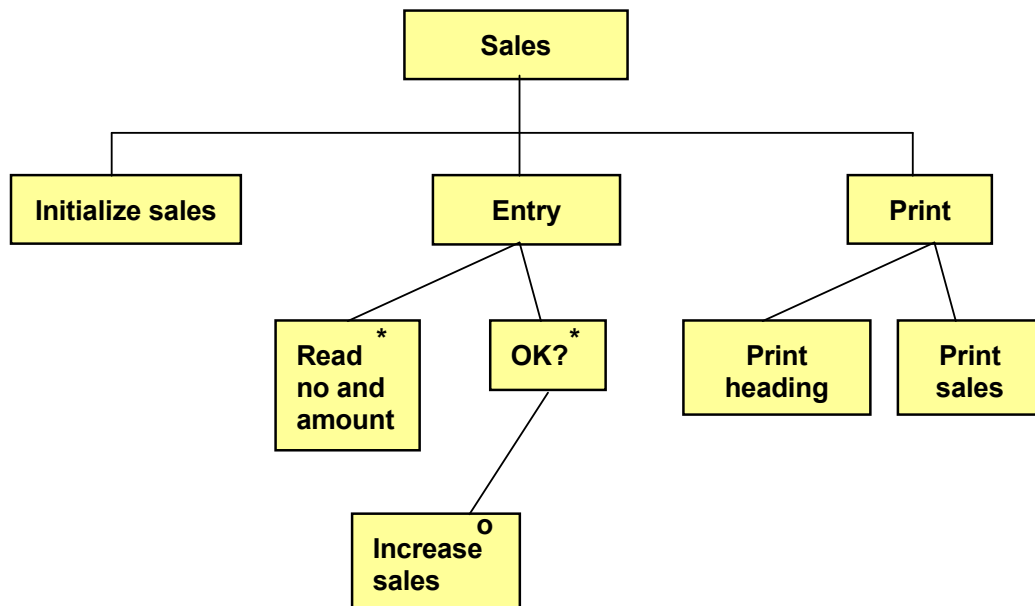 Sales
Initialize sales
Entry
Print
Read *
no and
amount
OK? *
Print
heading
Print
sales
Increase o
sales